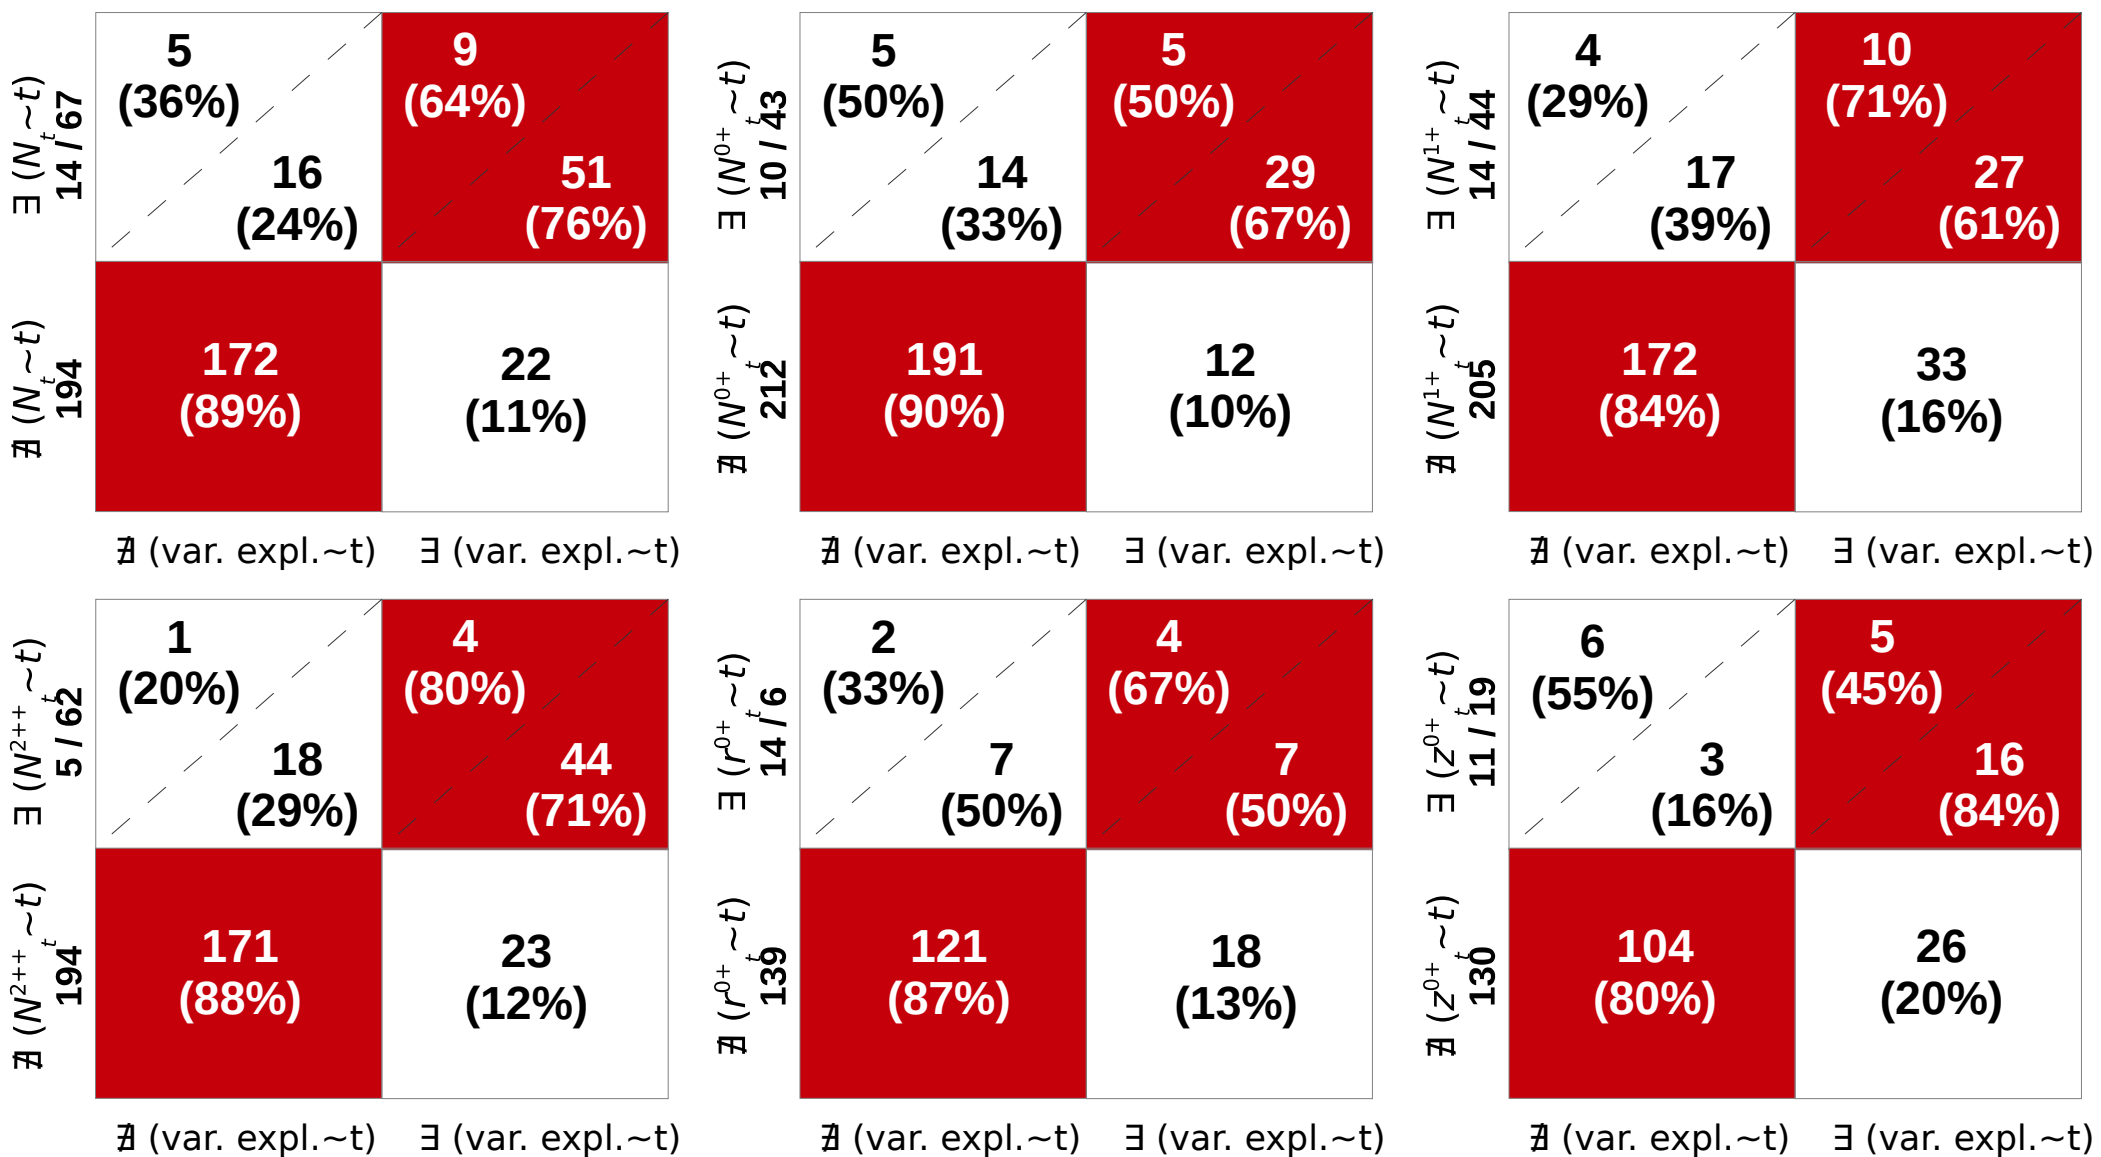 ∃ (N ~t t)
14 / 67
5
(36%)
16
(24%)
9
(64%)
51
(76%)
∄ (N ~t t)
194
172
(89%)
22
(11%)
∄ (var. expl.~t)
∃ (var. expl.~t)
∃ (N⁰⁺ ~t t)
10 / 43
5
(50%)
14
(33%)
5
(50%)
29
(67%)
∄ (N⁰⁺ ~t t)
212
191
(90%)
12
(10%)
∄ (var. expl.~t)
∃ (var. expl.~t)
∃ (N¹⁺ ~t t)
14 / 44
4
(29%)
17
(39%)
10
(71%)
27
(61%)
∄ (N¹⁺ ~t t)
205
172
(84%)
33
(16%)
∄ (var. expl.~t)
∃ (var. expl.~t)
∃ (N²⁺⁺ ~t t)
5 / 62
1
(20%)
18
(29%)
4
(80%)
44
(71%)
∄ (N²⁺⁺ ~t t)
194
171
(88%)
23
(12%)
∄ (var. expl.~t)
∃ (var. expl.~t)
∃ (r⁰⁺ ~t t)
14 / 6
2
(33%)
7
(50%)
4
(67%)
7
(50%)
∄ (r⁰⁺ ~t t)
139
121
(87%)
18
(13%)
∄ (var. expl.~t)
∃ (var. expl.~t)
∃ (z⁰⁺ ~t t)
11 / 19
6
(55%)
3
(16%)
5
(45%)
16
(84%)
∄ (z⁰⁺ ~t t)
130
104
(80%)
26
(20%)
∄ (var. expl.~t)
∃ (var. expl.~t)